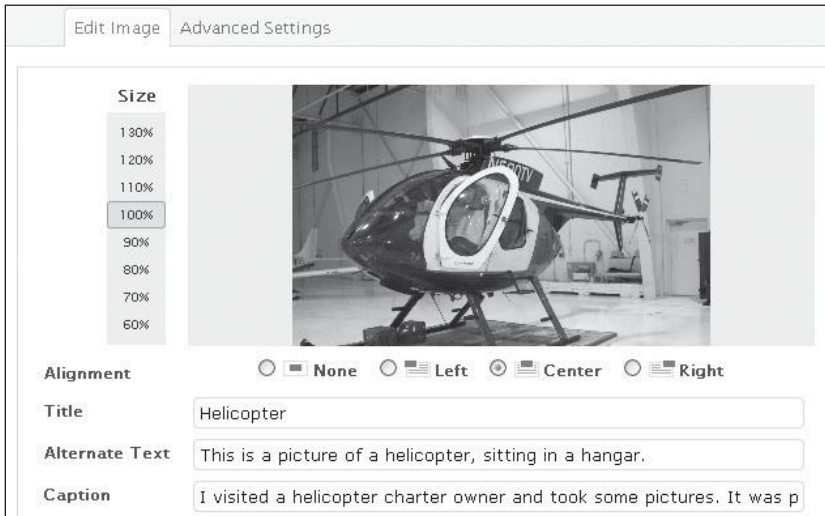 Edit Image
Advanced Settings
Size
130%
120%
110%
100%
90%
80%
70%
60%
Alignment
None
Left
Center
Right
Title
Helicopter
Alternate Text
This is a picture of a helicopter, sitting in a hangar.
Caption
I visited a helicopter charter owner and took some pictures. It was p